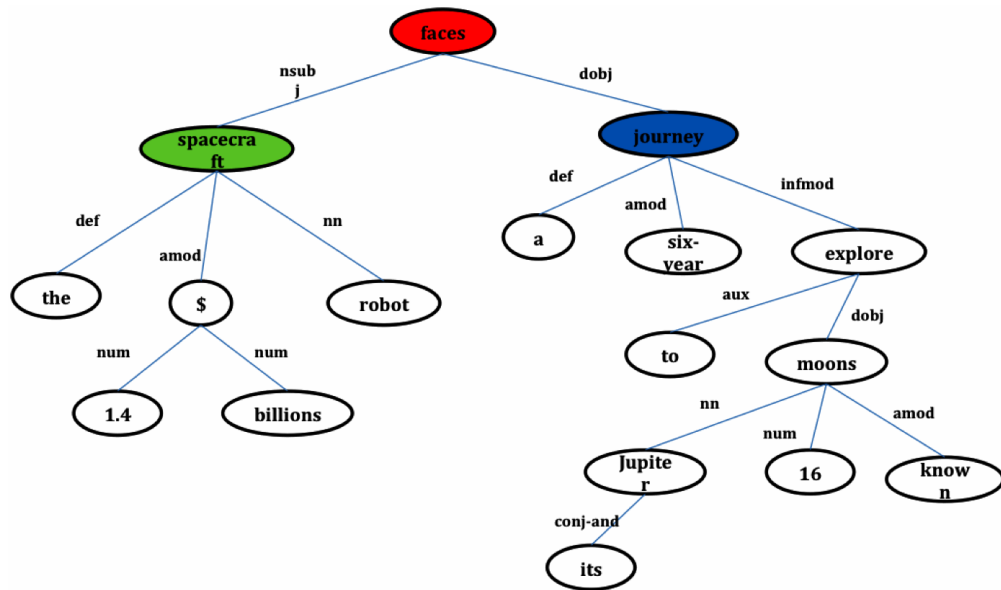 faces
nsub
j
dobj
spacecra
ft
journey
def
amod
nn
def
amod
infmod
the
$
robot
a
six-
year
explore
num
num
aux
dobj
1.4
billions
to
moons
nn
num
amod
Jupite
r
16
know
n
conj-and
its